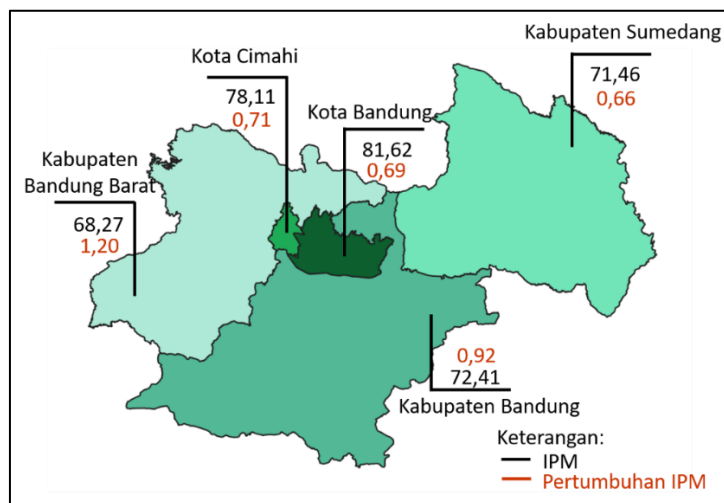 Kabupaten Sumedang
71,46
0,66
Kota Cimahi
78,11
0,71
Kota Bandung
81,62
0,69
Kabupaten
Bandung Barat
68,27
1,20
0,92
72,41
Kabupaten Bandung
Keterangan:
IPM
Pertumbuhan IPM